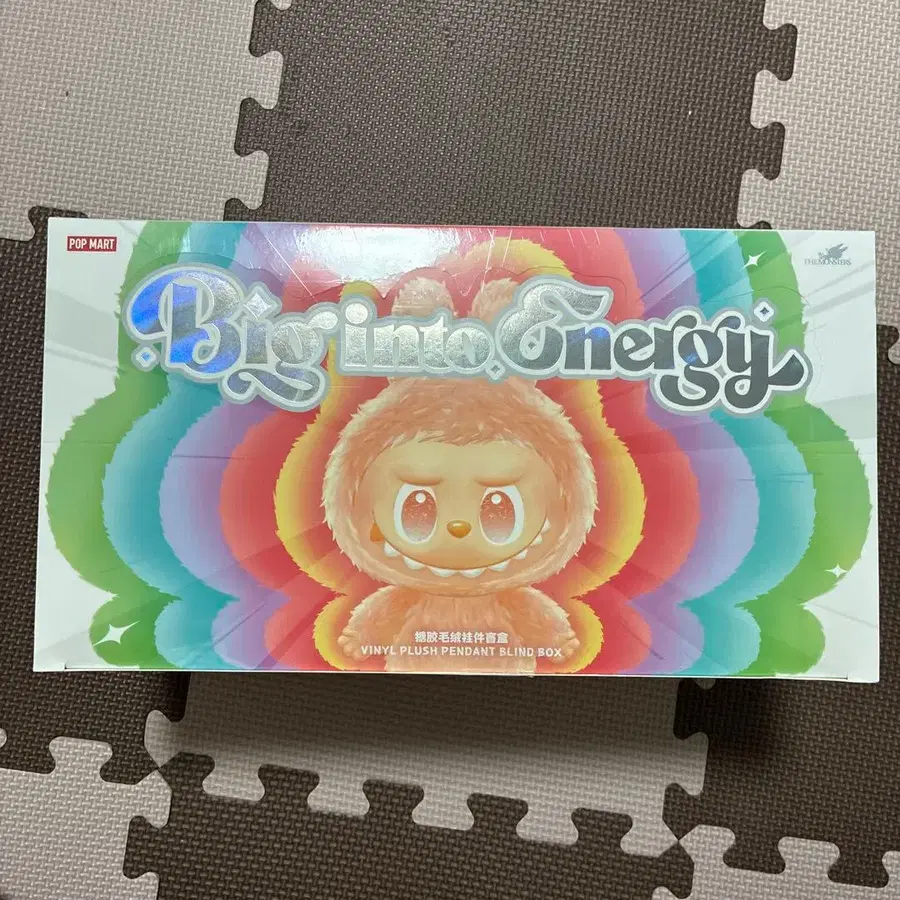 POP MART
THE MONSTERS
Big into Energy
搪胶毛绒挂件盲盒
VINYL PLUSH PENDANT BLIND BOX